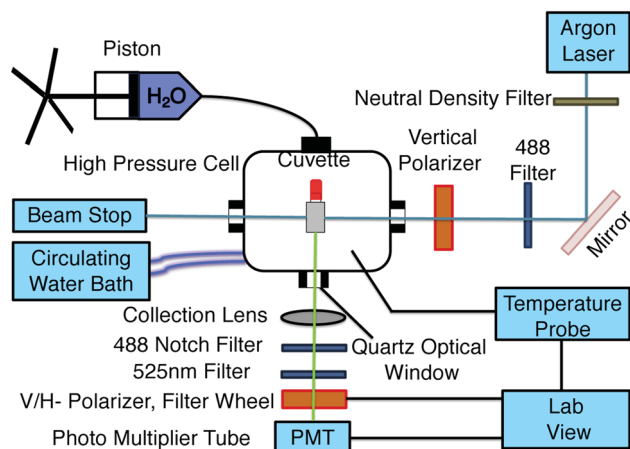 Piston
Argon
Laser
H₂O
Neutral Density Filter
High Pressure Cell
Cuvette
Vertical
Polarizer
488
Filter
Mirror
Beam Stop
Circulating
Water Bath
Temperature
Probe
Collection Lens
488 Notch Filter
Quartz Optical
Window
525nm Filter
V/H- Polarizer, Filter Wheel
Lab
View
Photo Multiplier Tube
PMT